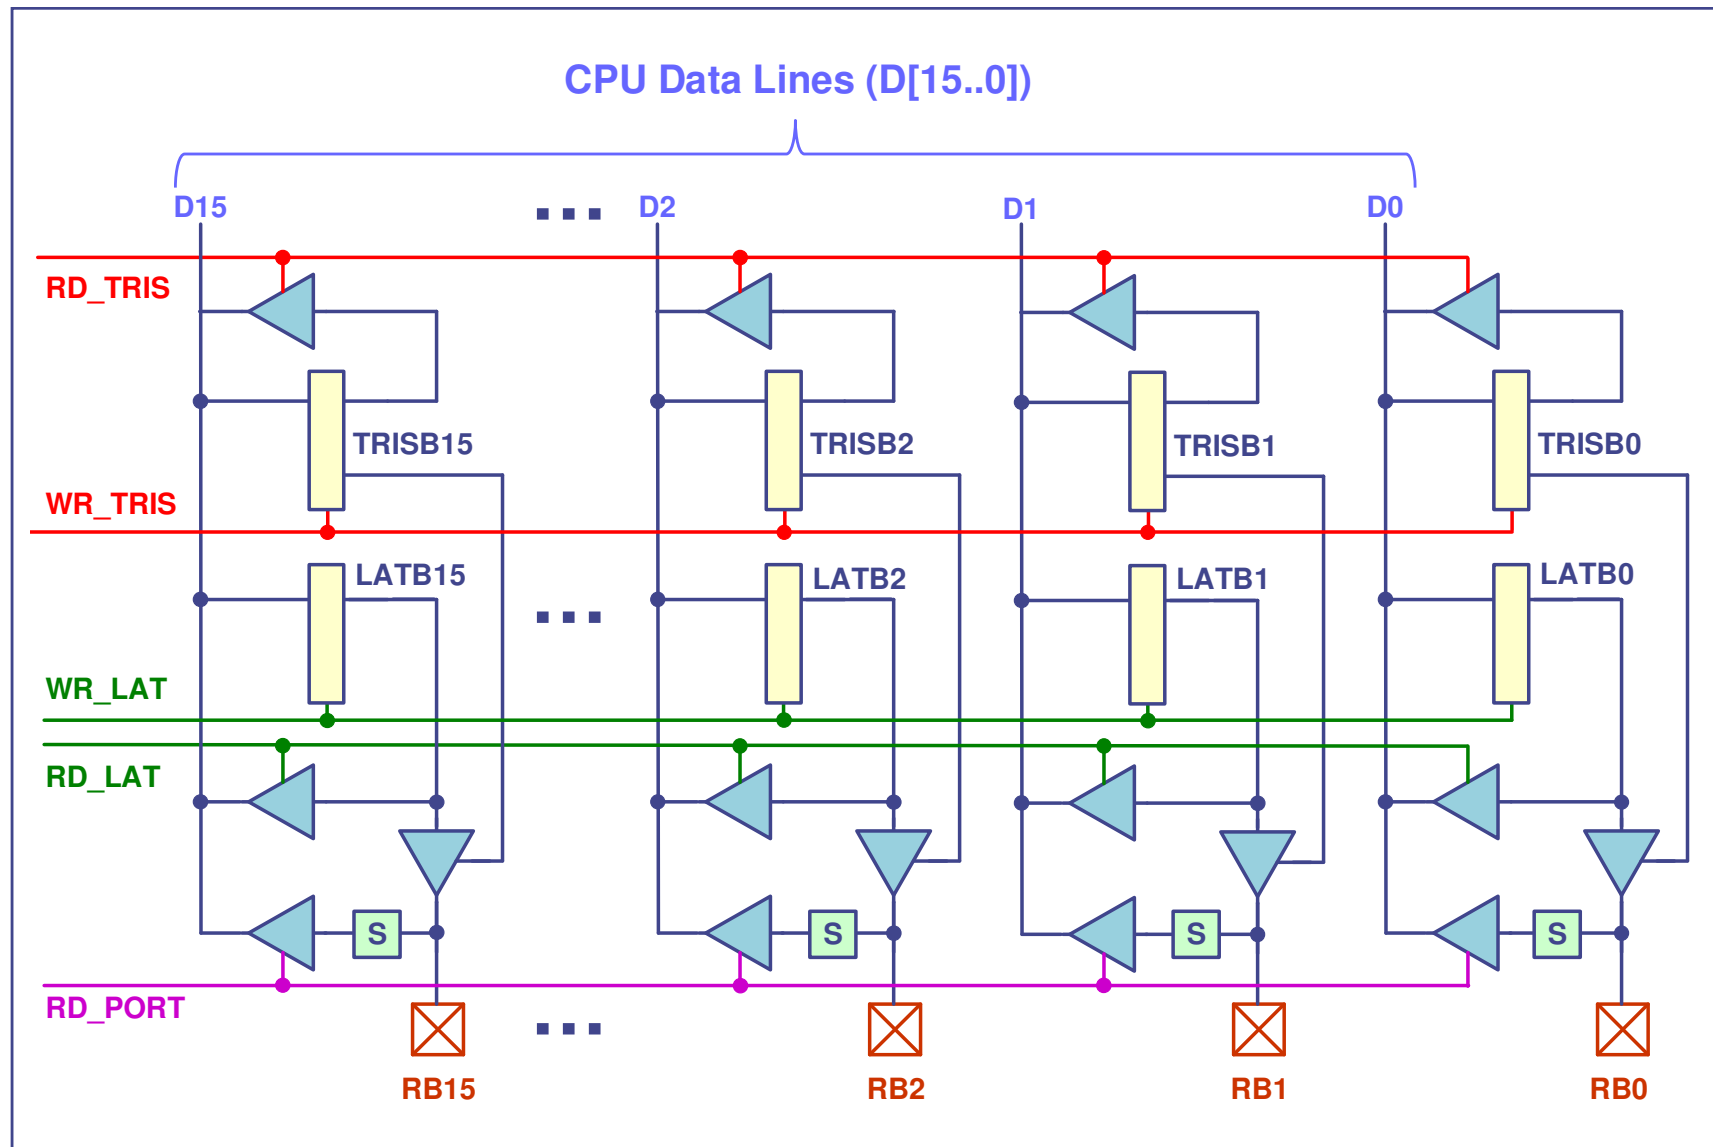 CPU Data Lines (D[15..0])
D15 D2 D1 D0
RD_TRIS
TRISB15 TRISB2 TRISB1 TRISB0
WR_TRIS
LATB15 LATB2 LATB1 LATB0
WR_LAT
RD_LAT
S S S S
RD_PORT
RB15 RB2 RB1 RB0